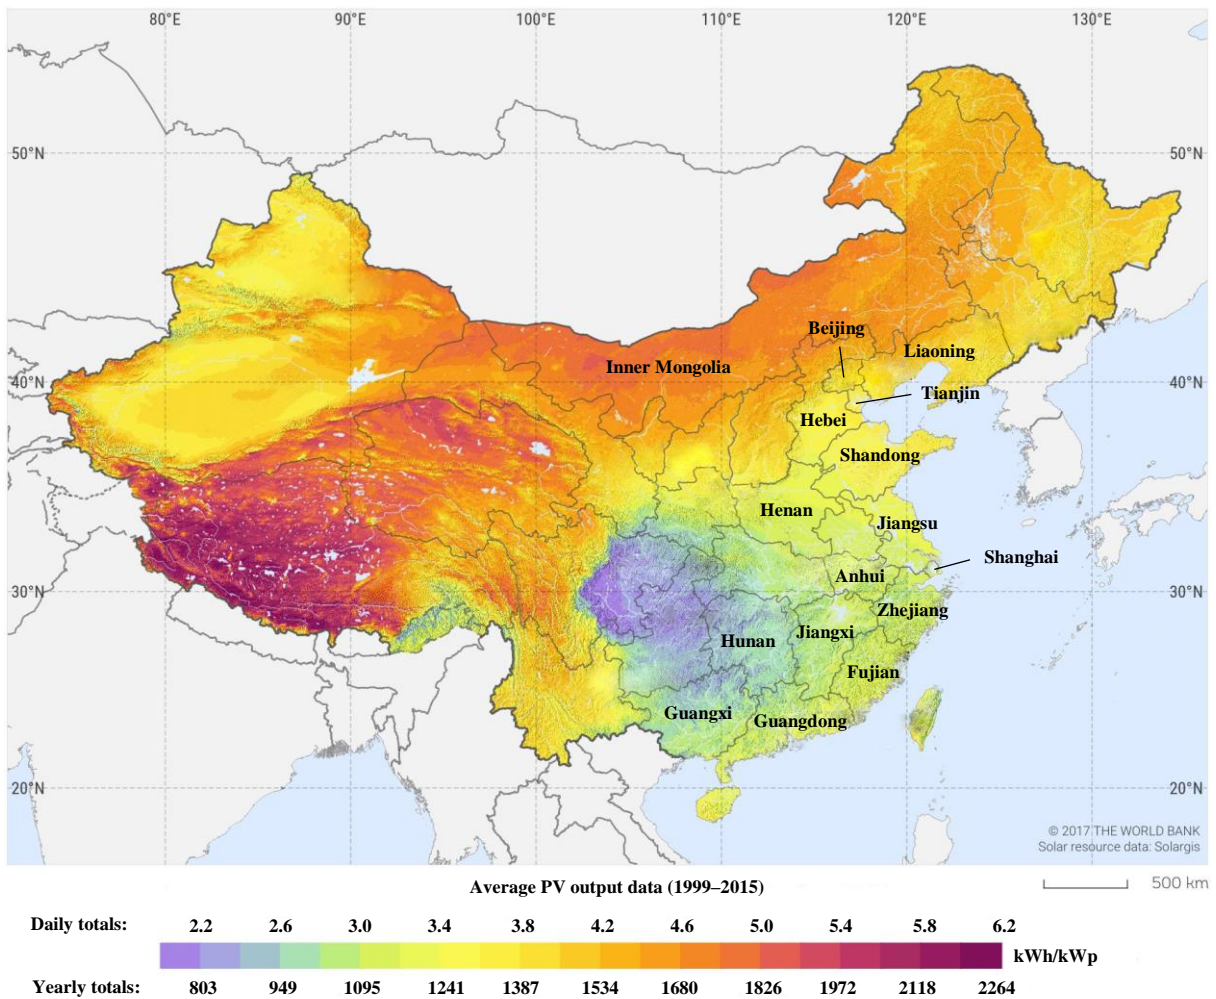 80°E 90°E 100°E 110°E 120°E 130°E
50°N 50°N
Beijing
Liaoning
Inner Mongolia
40°N 40°N
Tianjin
Hebei
Shandong
Henan
Jiangsu
Shanghai
Anhui
30°N 30°N
Zhejiang
Jiangxi
Hunan
Fujian
Guangxi
Guangdong
20°N 20°N
© 2017 THE WORLD BANK
Solar resource data: Solargis
Average PV output data (1999–2015)
500 km
Daily totals: 2.2 2.6 3.0 3.4 3.8 4.2 4.6 5.0 5.4 5.8 6.2
kWh/kWp
Yearly totals: 803 949 1095 1241 1387 1534 1680 1826 1972 2118 2264